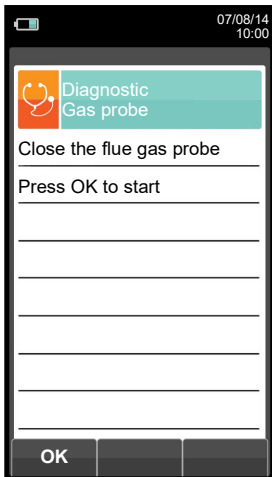 07/08/14
10:00
Diagnostic
Gas probe
Close the flue gas probe
Press OK to start
OK